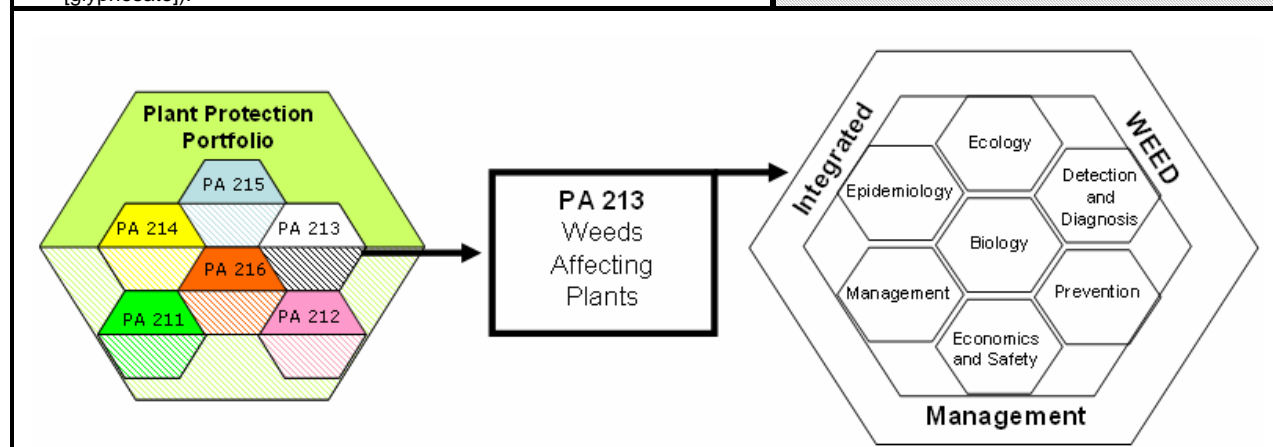 [glyphosate]).
Plant Protection
Portfolio
PA 215
PA 214
PA 213
PA 216
PA 211
PA 212
PA 213
Weeds
Affecting
Plants
Integrated
WEED
Management
Ecology
Epidemiology
Detection
and
Diagnosis
Biology
Management
Prevention
Economics
and Safety